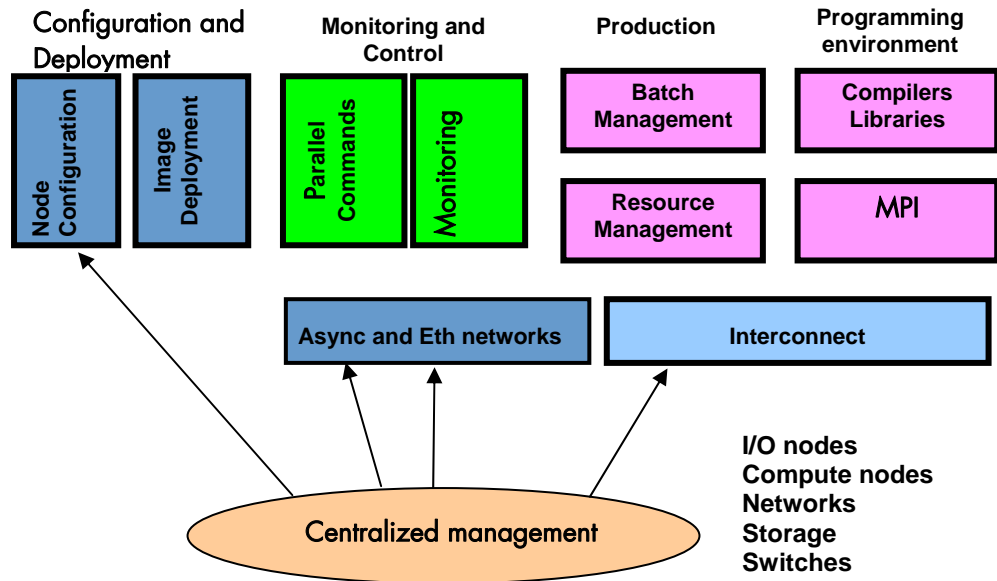 Configuration and
Deployment
Monitoring and
Control
Production
Programming
environment
Node
Configuration
Image
Deployment
Parallel
Commands
Monitoring
Batch
Management
Compilers
Libraries
Resource
Management
MPI
Async and Eth networks
Interconnect
Centralized management
I/O nodes
Compute nodes
Networks
Storage
Switches